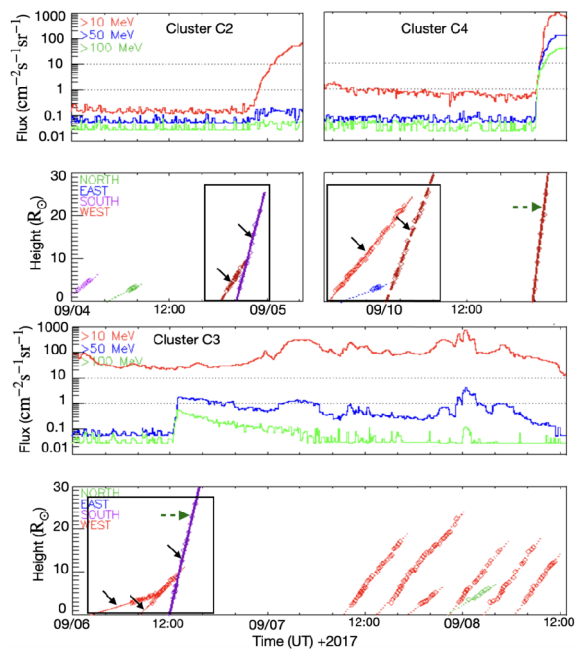 Cluster C2
Cluster C4
>10 MeV
>50 MeV
>100 MeV
Flux (cm−2s−1sr−1)
1000
100
10
1
0.1
0.01
NORTH
EAST
SOUTH
WEST
Height (R⊙)
30
20
10
0
09/04
12:00
09/05
09/10
12:00
Cluster C3
>10 MeV
>50 MeV
>100 MeV
Flux (cm−2s−1sr−1)
1000
100
10
1
0.1
0.01
NORTH
EAST
SOUTH
WEST
Height (R⊙)
30
20
10
0
09/06
12:00
09/07
12:00
09/08
12:00
Time (UT) +2017